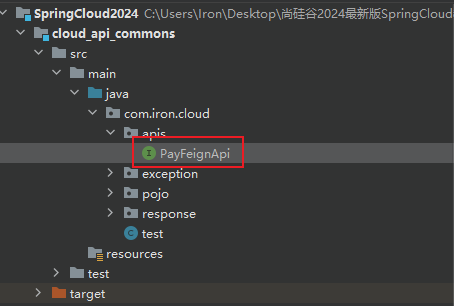 SpringCloud2024 C:\Users\Iron\Desktop\尚硅谷2024最新版SpringCloud
cloud_api_commons
src
main
java
com.iron.cloud
apis
PayFeignApi
exception
pojo
response
test
resources
test
target